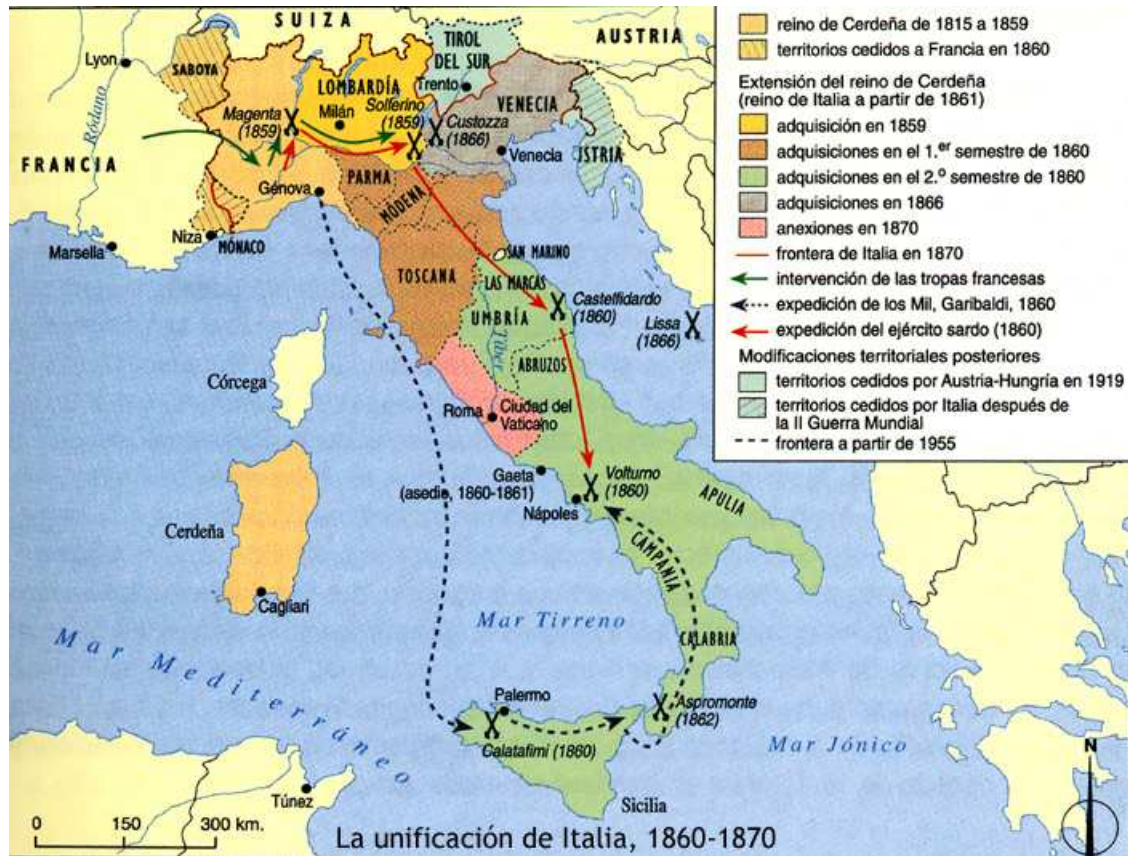 SUIZA
AUSTRIA
TIROL
DEL SUR
Lyon
SABOYA
LOMBARDÍA
Trento
VENECIA
Ródano
Magenta
(1859)
Milán
Solferino
(1859)
Custozza
(1866)
Venecia
ISTRIA
FRANCIA
PARMA
Génova
MÓDENA
Niza
MÓNACO
Marsella
SAN MARINO
TOSCANA
LAS MARCAS
Castelfidardo
(1860)
UMBRÍA
Tíber
Lissa
(1866)
ABRUZOS
Córcega
Roma
Ciudad del
Vaticano
Gaeta
(asedio, 1860-1861)
Volturno
(1860)
Nápoles
APULIA
CAMPANIA
Cerdeña
Cagliari
Mar Tirreno
CALABRIA
Mar Mediterráneo
Palermo
Aspromonte
(1862)
Calatafimi (1860)
Mar Jónico
Túnez
Sicilia
N
0 150 300 km.
La unificación de Italia, 1860-1870
reino de Cerdeña de 1815 a 1859
territorios cedidos a Francia en 1860
Extensión del reino de Cerdeña
(reino de Italia a partir de 1861)
adquisición en 1859
adquisiciones en el 1.er semestre de 1860
adquisiciones en el 2.º semestre de 1860
adquisiciones en 1866
anexiones en 1870
frontera de Italia en 1870
intervención de las tropas francesas
expedición de los Mil, Garibaldi, 1860
expedición del ejército sardo (1860)
Modificaciones territoriales posteriores
territorios cedidos por Austria-Hungría en 1919
territorios cedidos por Italia después de
la II Guerra Mundial
frontera a partir de 1955